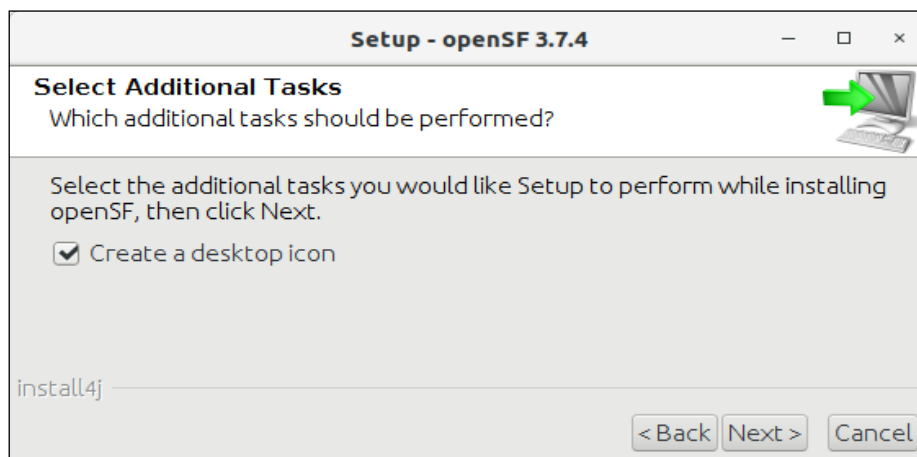 Setup - openSF 3.7.4
Select Additional Tasks
Which additional tasks should be performed?
Select the additional tasks you would like Setup to perform while installing
openSF, then click Next.
Create a desktop icon
install4j
< Back Next > Cancel